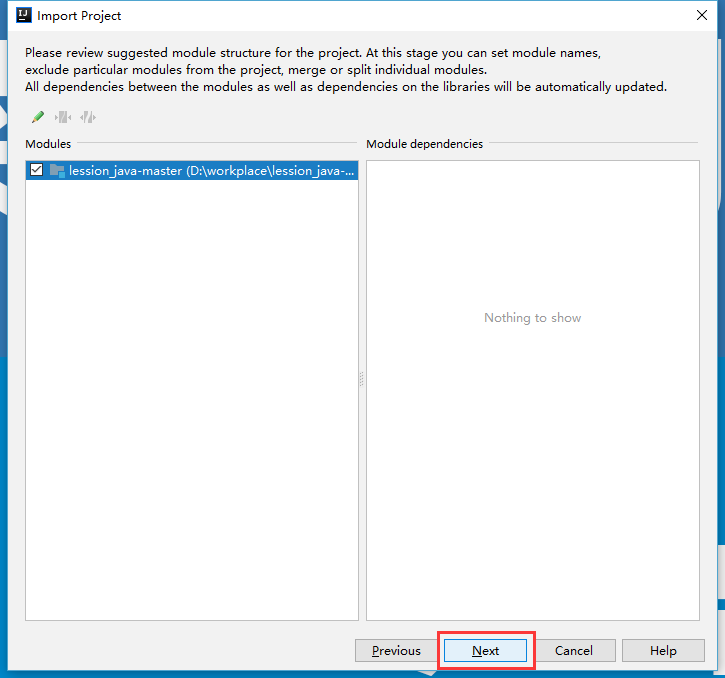 Import Project
Please review suggested module structure for the project. At this stage you can set module names,
exclude particular modules from the project, merge or split individual modules.
All dependencies between the modules as well as dependencies on the libraries will be automatically updated.
Modules
Module dependencies
lession_java-master (D:\workplace\lession_java-...
Nothing to show
Previous
Next
Cancel
Help